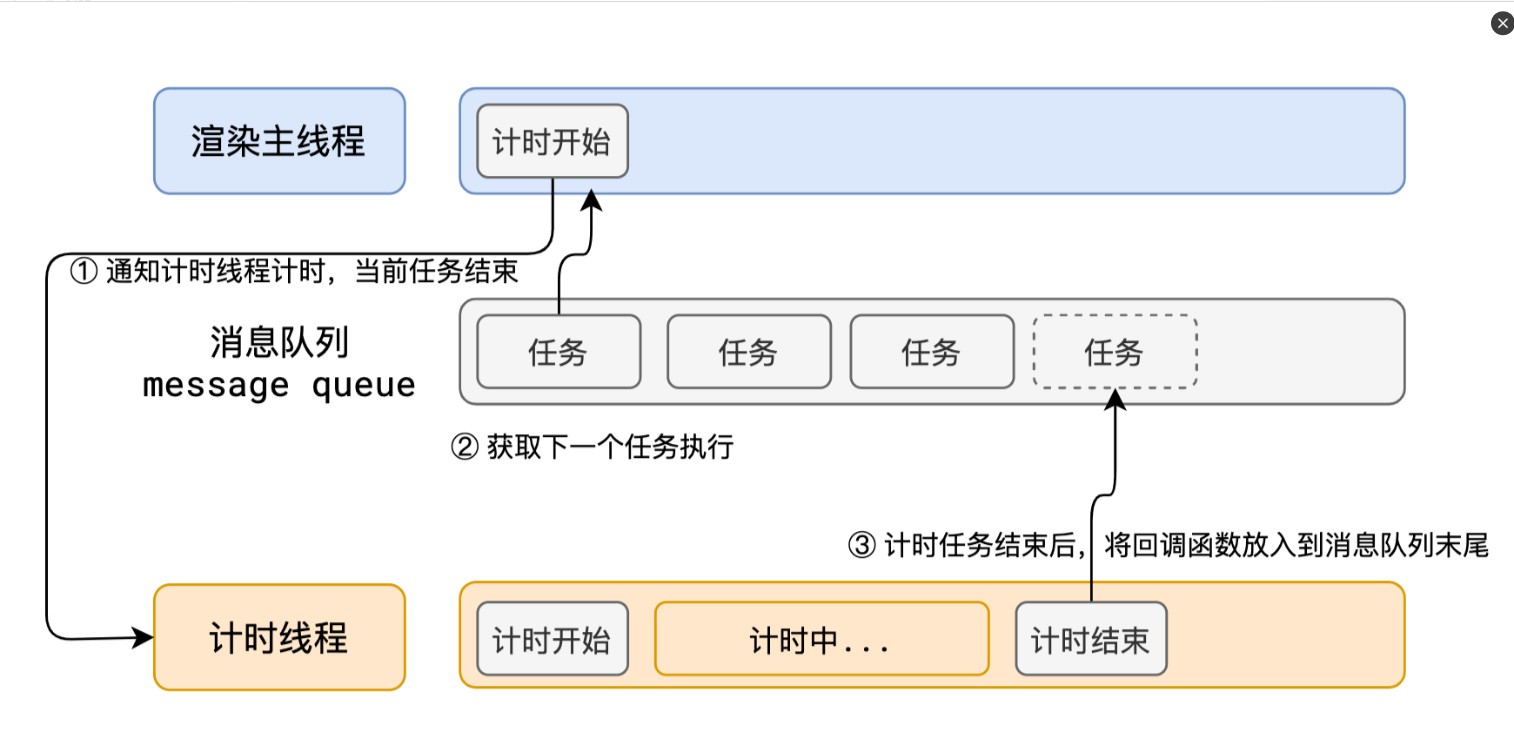 渲染主线程
计时开始
① 通知计时线程计时，当前任务结束
消息队列
message queue
任务
任务
任务
任务
② 获取下一个任务执行
③ 计时任务结束后，将回调函数放入到消息队列末尾
计时线程
计时开始
计时中...
计时结束